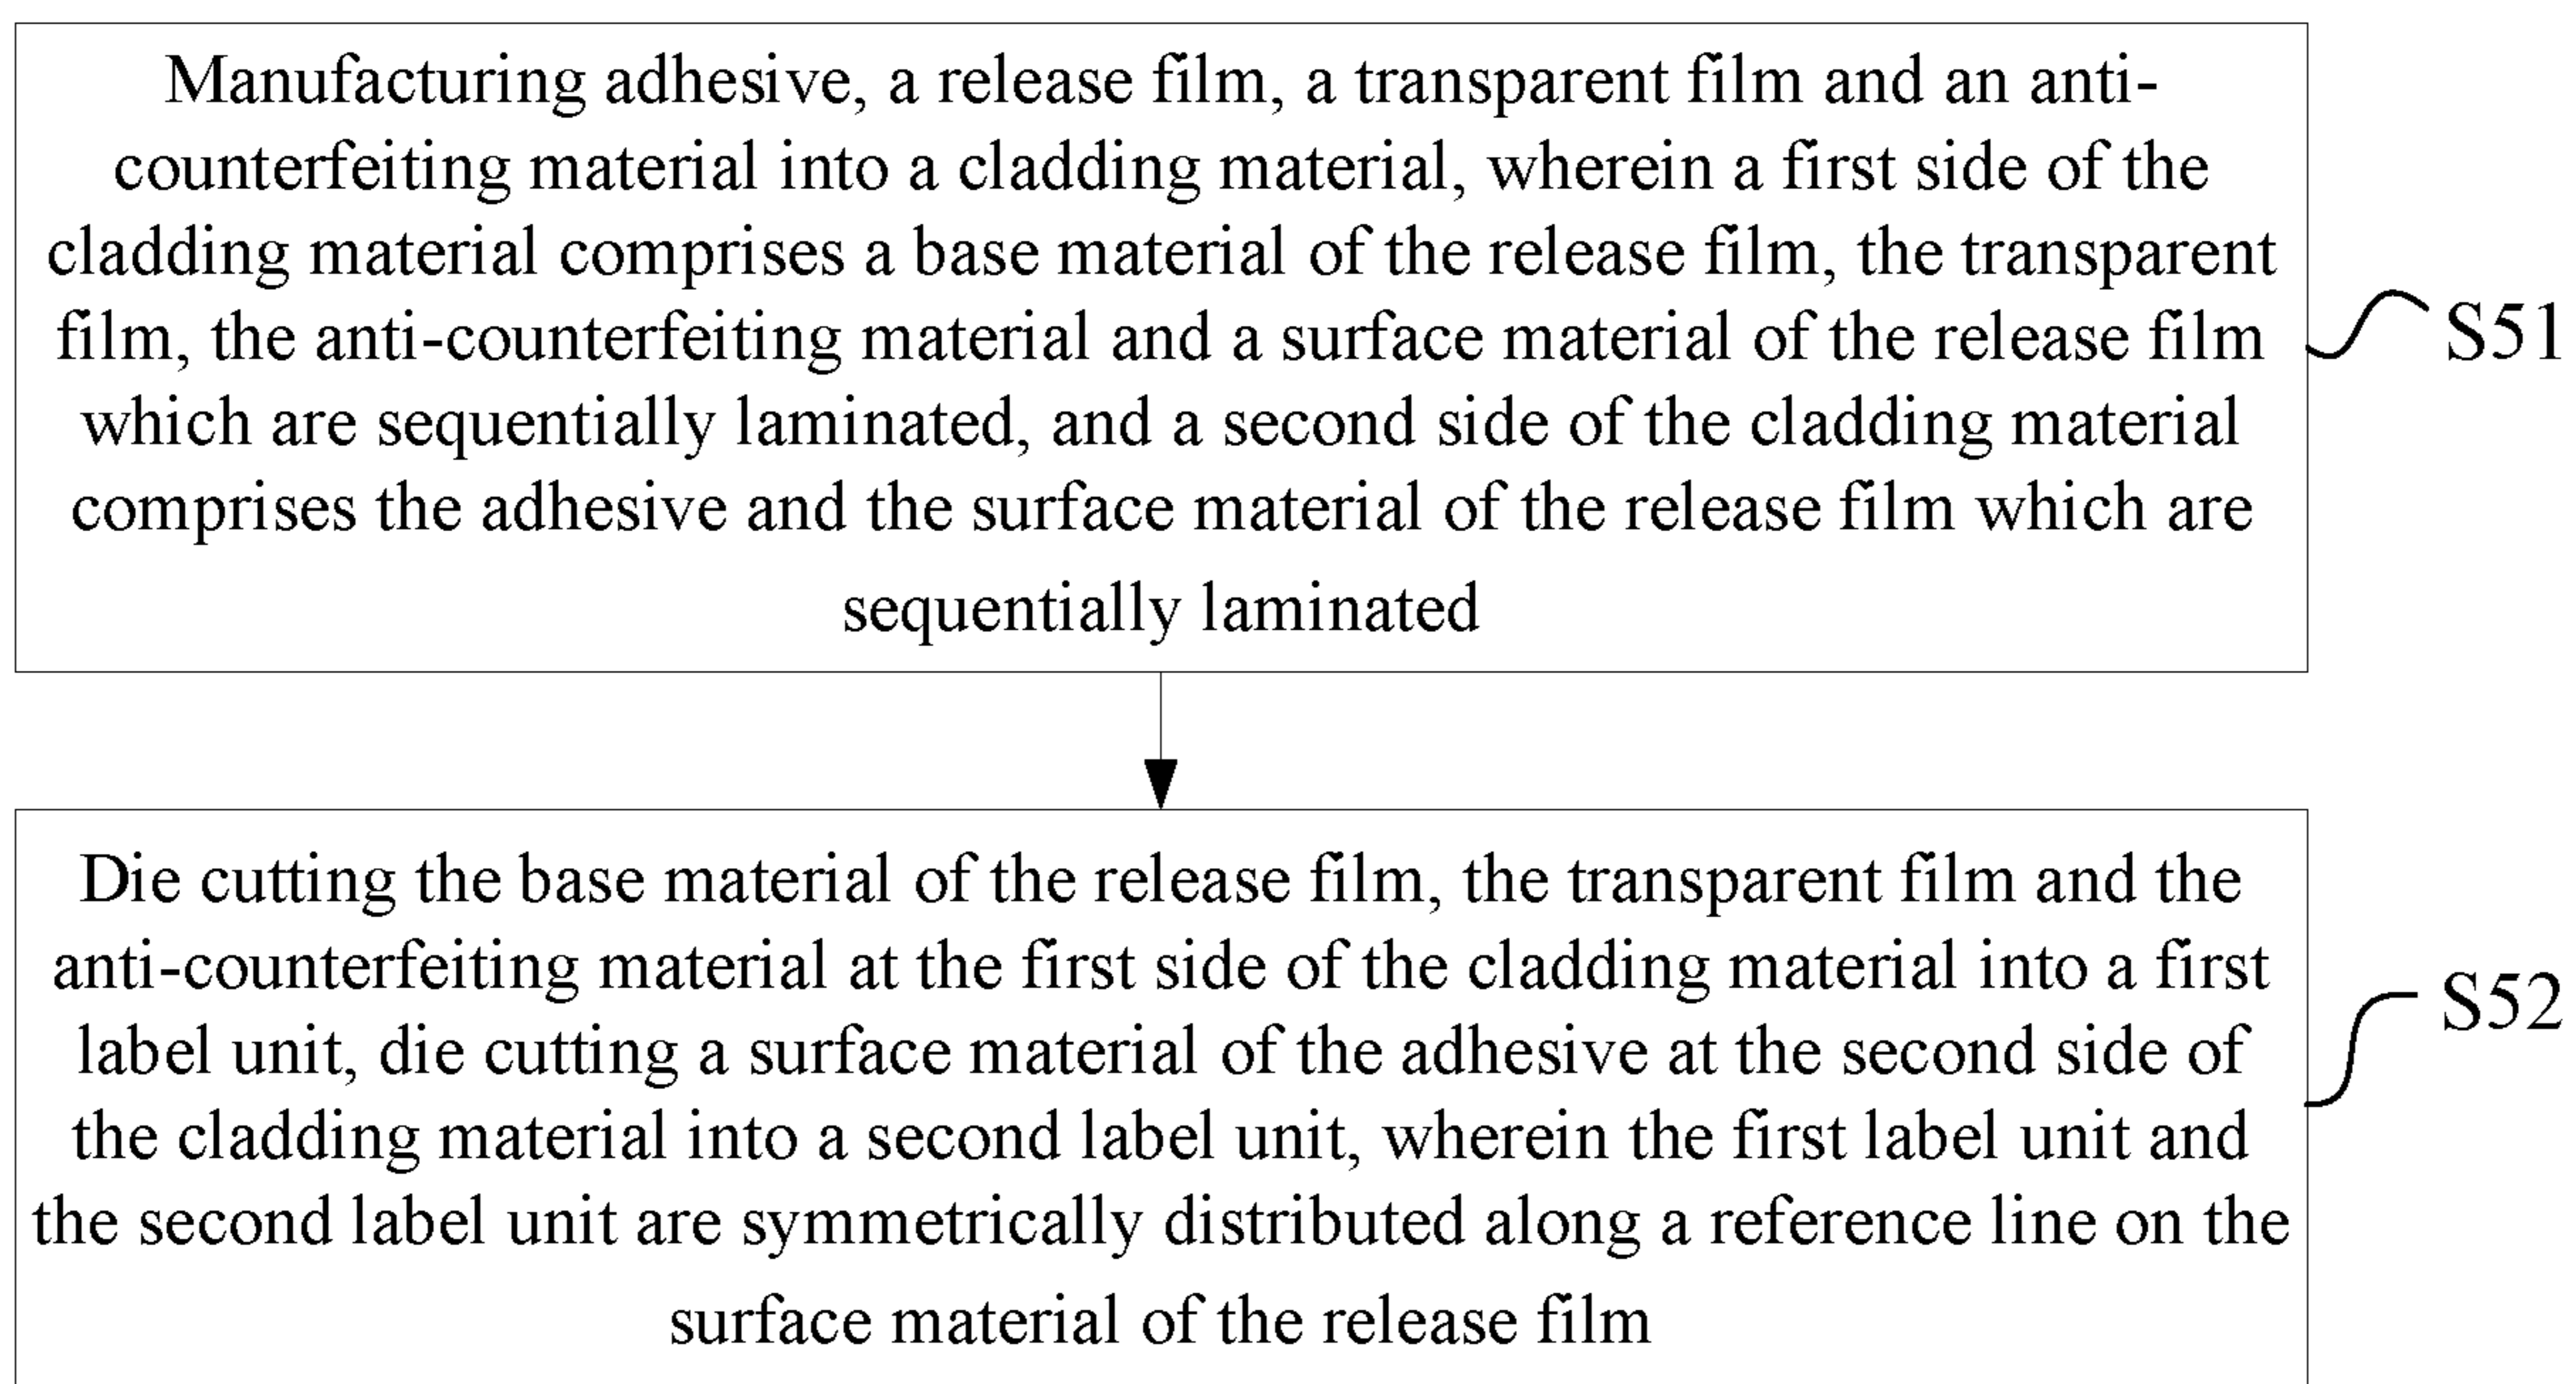 Manufacturing adhesive, a release film, a transparent film and an anti-
counterfeiting material into a cladding material, wherein a first side of the
cladding material comprises a base material of the release film, the transparent
film, the anti-counterfeiting material and a surface material of the release film
which are sequentially laminated, and a second side of the cladding material
comprises the adhesive and the surface material of the release film which are
sequentially laminated
S51
Die cutting the base material of the release film, the transparent film and the
anti-counterfeiting material at the first side of the cladding material into a first
label unit, die cutting a surface material of the adhesive at the second side of
the cladding material into a second label unit, wherein the first label unit and
the second label unit are symmetrically distributed along a reference line on the
surface material of the release film
S52